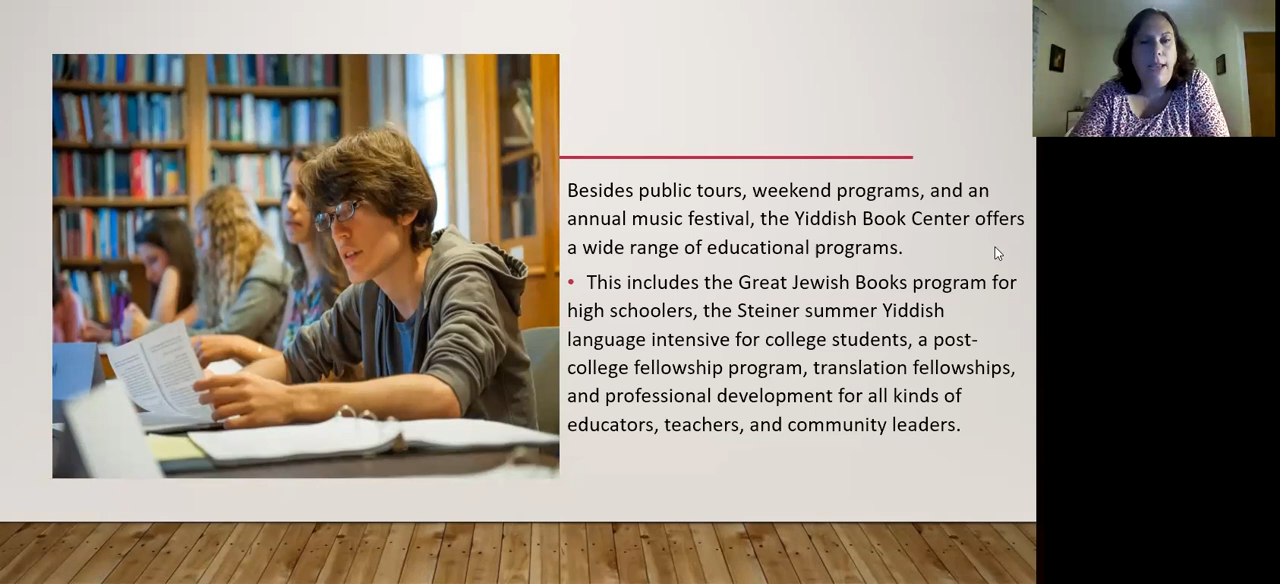 Besides public tours, weekend programs, and an
annual music festival, the Yiddish Book Center offers
a wide range of educational programs.
• This includes the Great Jewish Books program for
high schoolers, the Steiner summer Yiddish
language intensive for college students, a post-
college fellowship program, translation fellowships,
and professional development for all kinds of
educators, teachers, and community leaders.